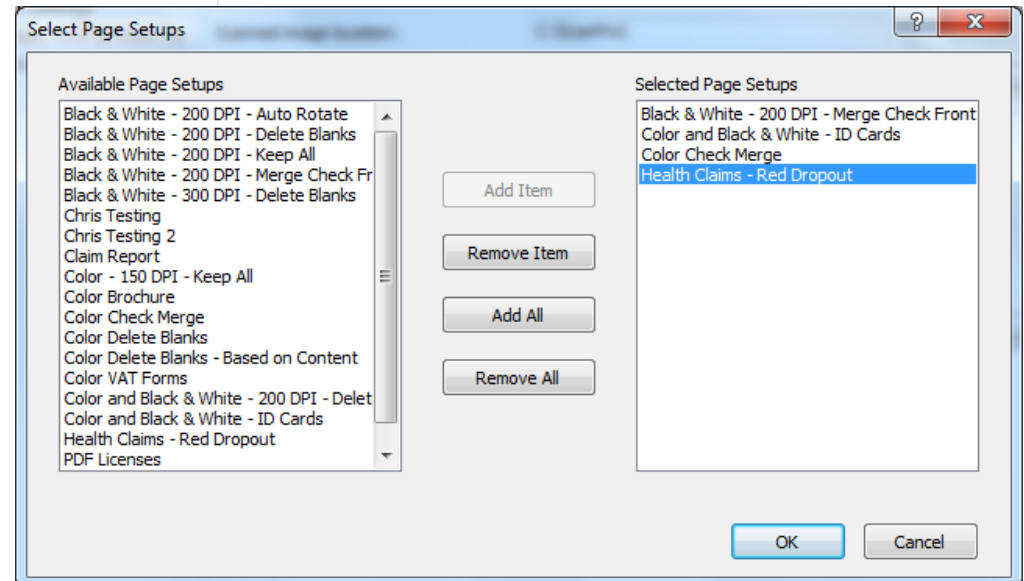 Select Page Setups
Available Page Setups
Black & White - 200 DPI - Auto Rotate
Black & White - 200 DPI - Delete Blanks
Black & White - 200 DPI - Keep All
Black & White - 200 DPI - Merge Check Fr
Black & White - 300 DPI - Delete Blanks
Chris Testing
Chris Testing 2
Claim Report
Color - 150 DPI - Keep All
Color Brochure
Color Check Merge
Color Delete Blanks
Color Delete Blanks - Based on Content
Color VAT Forms
Color and Black & White - 200 DPI - Delet
Color and Black & White - ID Cards
Health Claims - Red Dropout
PDF Licenses
Add Item
Remove Item
Add All
Remove All
Selected Page Setups
Black & White - 200 DPI - Merge Check Front
Color and Black & White - ID Cards
Color Check Merge
Health Claims - Red Dropout
OK
Cancel